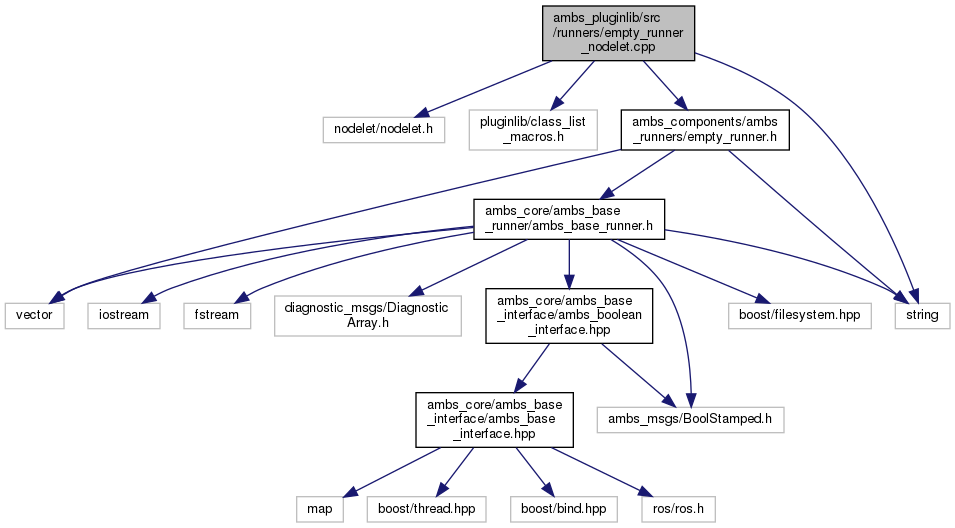 ambs_pluginlib/src
/runners/empty_runner
_nodelet.cpp
nodelet/nodelet.h
pluginlib/class_list
_macros.h
ambs_components/ambs
_runners/empty_runner.h
ambs_core/ambs_base
_runner/ambs_base_runner.h
vector
iostream
fstream
diagnostic_msgs/Diagnostic
Array.h
ambs_core/ambs_base
_interface/ambs_boolean
_interface.hpp
boost/filesystem.hpp
string
ambs_core/ambs_base
_interface/ambs_base
_interface.hpp
ambs_msgs/BoolStamped.h
map
boost/thread.hpp
boost/bind.hpp
ros/ros.h